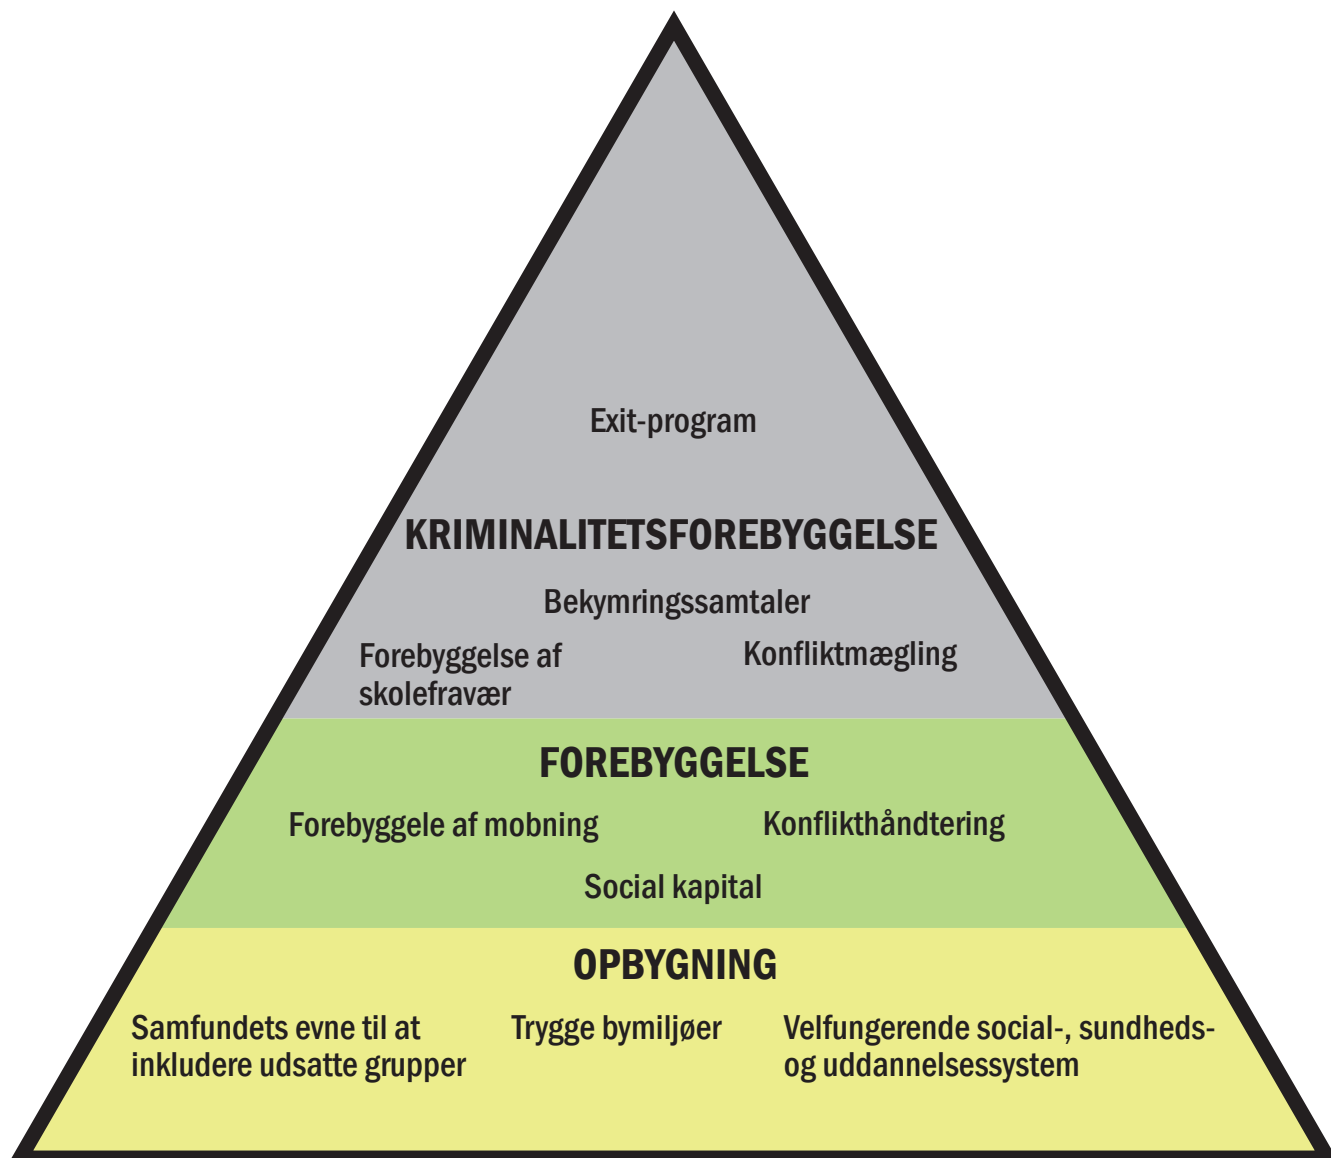 Exit-program
KRIMINALITETSFOREBYGGELSE
Bekymringssamtaler
Forebyggelse af
skolefravær
Konfliktmægling
FOREBYGGELSE
Forebyggele af mobning
Konflikthåndtering
Social kapital
OPBYGNING
Samfundets evne til at
inkludere udsatte grupper
Trygge bymiljøer
Velfungerende social-, sundheds-
og uddannelsessystem